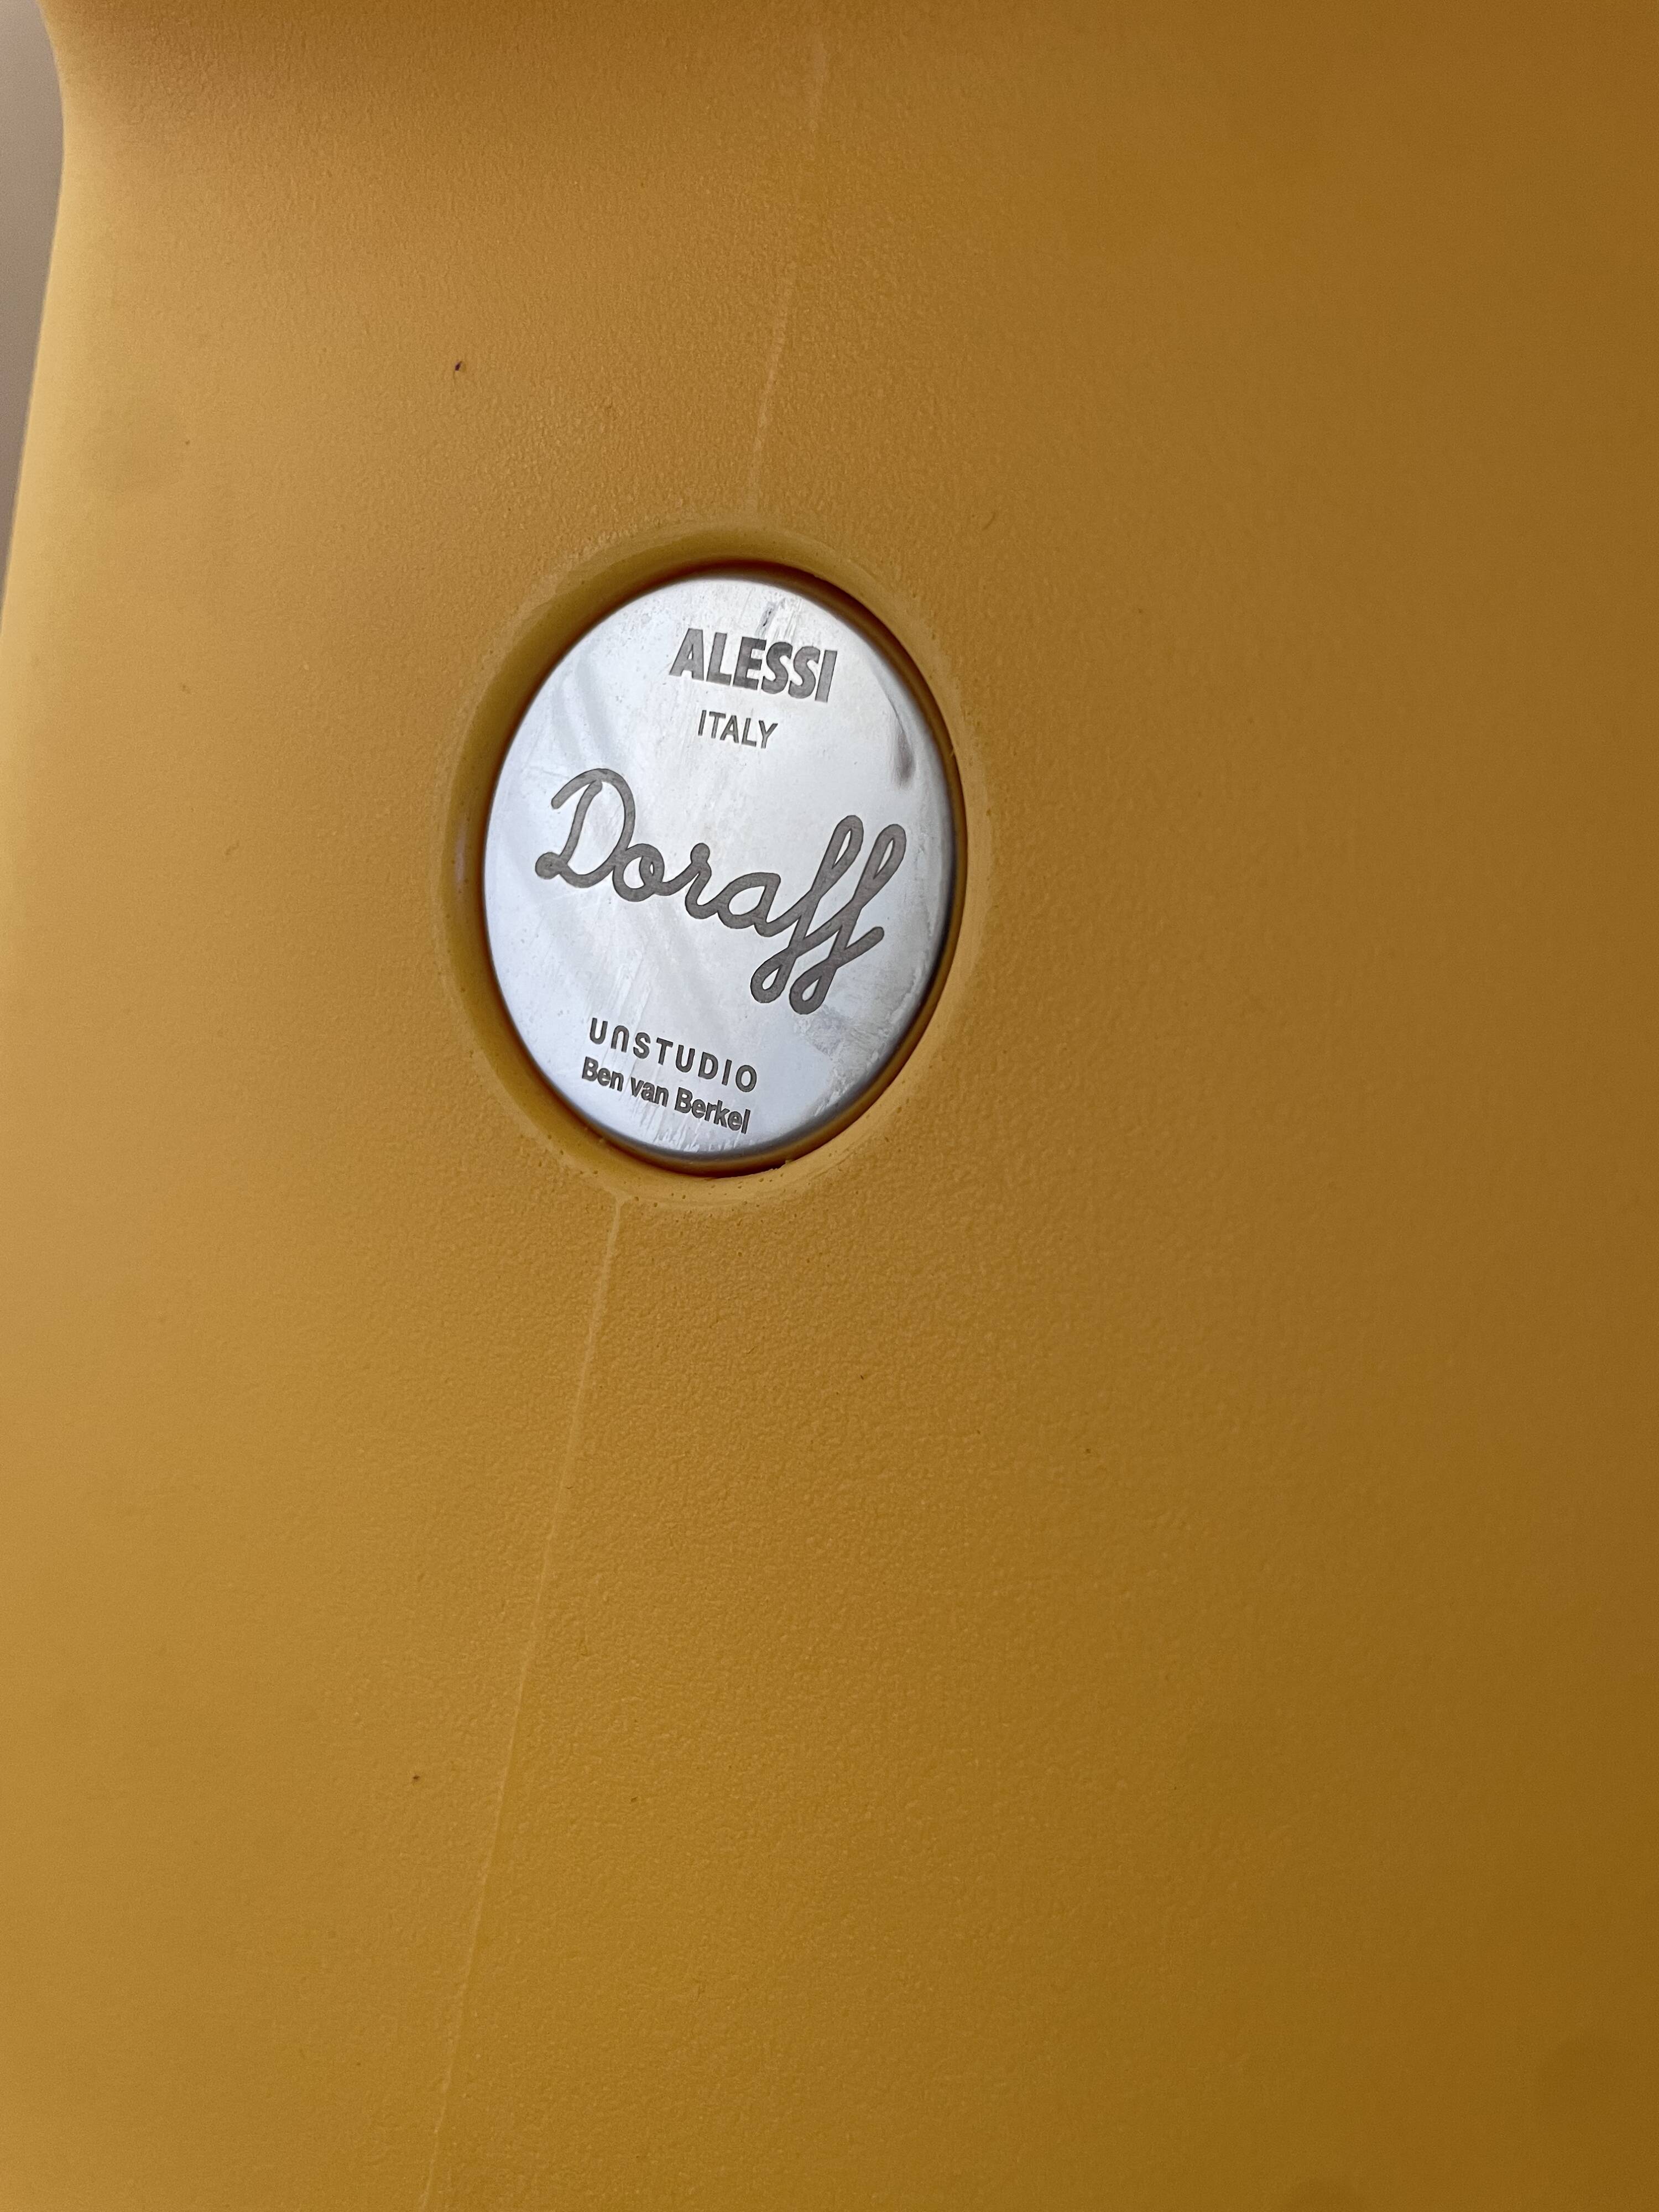 ALESSI
ITALY
Doraff
UNSTUDIO
Ben van Berkel